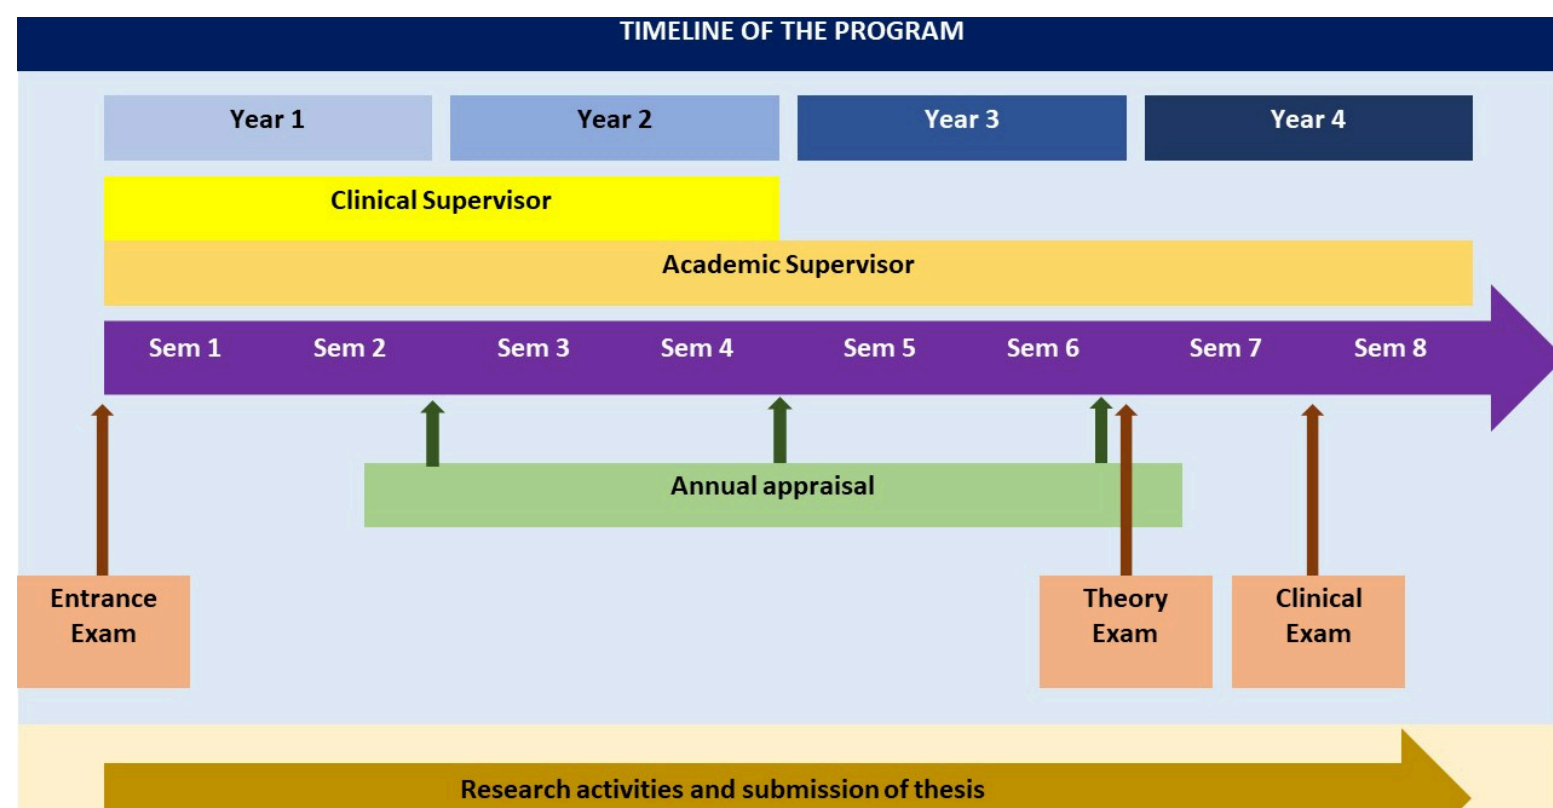 TIMELINE OF THE PROGRAM
Year 1 Year 2 Year 3 Year 4
Clinical Supervisor
Academic Supervisor
Sem 1 Sem 2 Sem 3 Sem 4 Sem 5 Sem 6 Sem 7 Sem 8
Annual appraisal
Entrance
Exam
Theory
Exam
Clinical
Exam
Research activities and submission of thesis